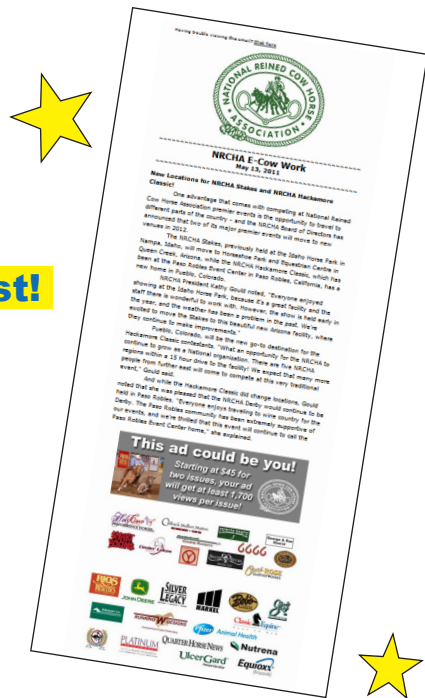 Having trouble viewing this email? Click here
NATIONAL REINED COW HORSE
ASSOCIATION
NRCHA E-Cow Work
May 13, 2011
New Locations for NRCHA Stakes and NRCHA Hackamore
Classic!
One advantage that comes with competing at National Reined
Cow Horse Association premier events is the opportunity to travel to
different parts of the country - and the NRCHA Board of Directors has
announced that two of its major premier events will move to new
venues in 2012.
The NRCHA Stakes, previously held at the Idaho Horse Park in
Nampa, Idaho, will move to Horseshoe Park and Equestrian Centre in
Queen Creek, Arizona, while the NRCHA Hackamore Classic, which has
been at the Paso Robles Event Center in Paso Robles, California, has a
new home in Pueblo, Colorado.
NRCHA President Kathy Gould noted, "Everyone enjoyed
showing at the Idaho Horse Park, because it's a great facility and the
staff there is wonderful to work with. However, the show is held early in
the year, and the weather has been a problem in the past. We're
excited to move the Stakes to this beautiful new Arizona facility, where
they continue to make improvements."
Pueblo, Colorado, will be the new go-to destination for the
Hackamore Classic contestants. "What an opportunity for the NRCHA to
continue to grow as a National organization. There are five NRCHA
regions within a 15 hour drive to the facility! We expect that many more
people from further east will come to compete at this very traditional
event," Gould said.
And while the Hackamore Classic did change locations, Gould
noted that she was pleased that the NRCHA Derby would continue to be
held in Paso Robles. "Everyone enjoys traveling to wine country for the
Derby. The Paso Robles community has been extremely supportive of
our events, and we're thrilled that this event will continue to call the
Paso Robles Event Center home," she explained.
st!
This ad could be you!
Starting at $45 for
two issues, your ad
will get at least 1,700
views per issue!
6666
RIOS
JOHN DEERE
SILVER
LEGACY
MARKEL
Classic Equine
RUNNING W DESIGNS
Pfizer Animal Health
PLATINUM
QUARTER HORSE NEWS
Nutrena
UlcerGard
Equioxx